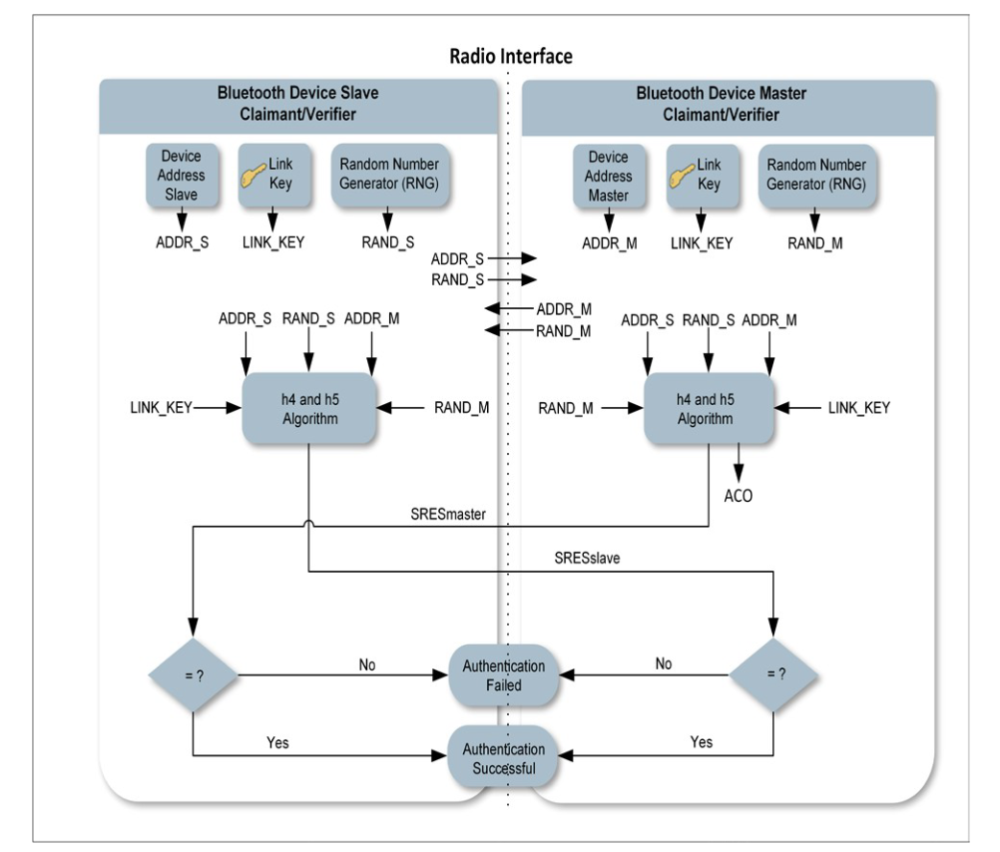 Radio Interface
Bluetooth Device Slave
Claimant/Verifier
Device
Address
Slave
Link
Key
Random Number
Generator (RNG)
ADDR_S
LINK_KEY
RAND_S
Bluetooth Device Master
Claimant/Verifier
Device
Address
Master
Link
Key
Random Number
Generator (RNG)
ADDR_M
LINK_KEY
RAND_M
ADDR_S
RAND_S
ADDR_M
RAND_M
ADDR_S RAND_S ADDR_M
LINK_KEY
h4 and h5
Algorithm
RAND_M
ADDR_S RAND_S ADDR_M
RAND_M
h4 and h5
Algorithm
LINK_KEY
ACO
SRESmaster
SRESslave
= ?
No
Authentication
Failed
No
= ?
Yes
Authentication
Successful
Yes